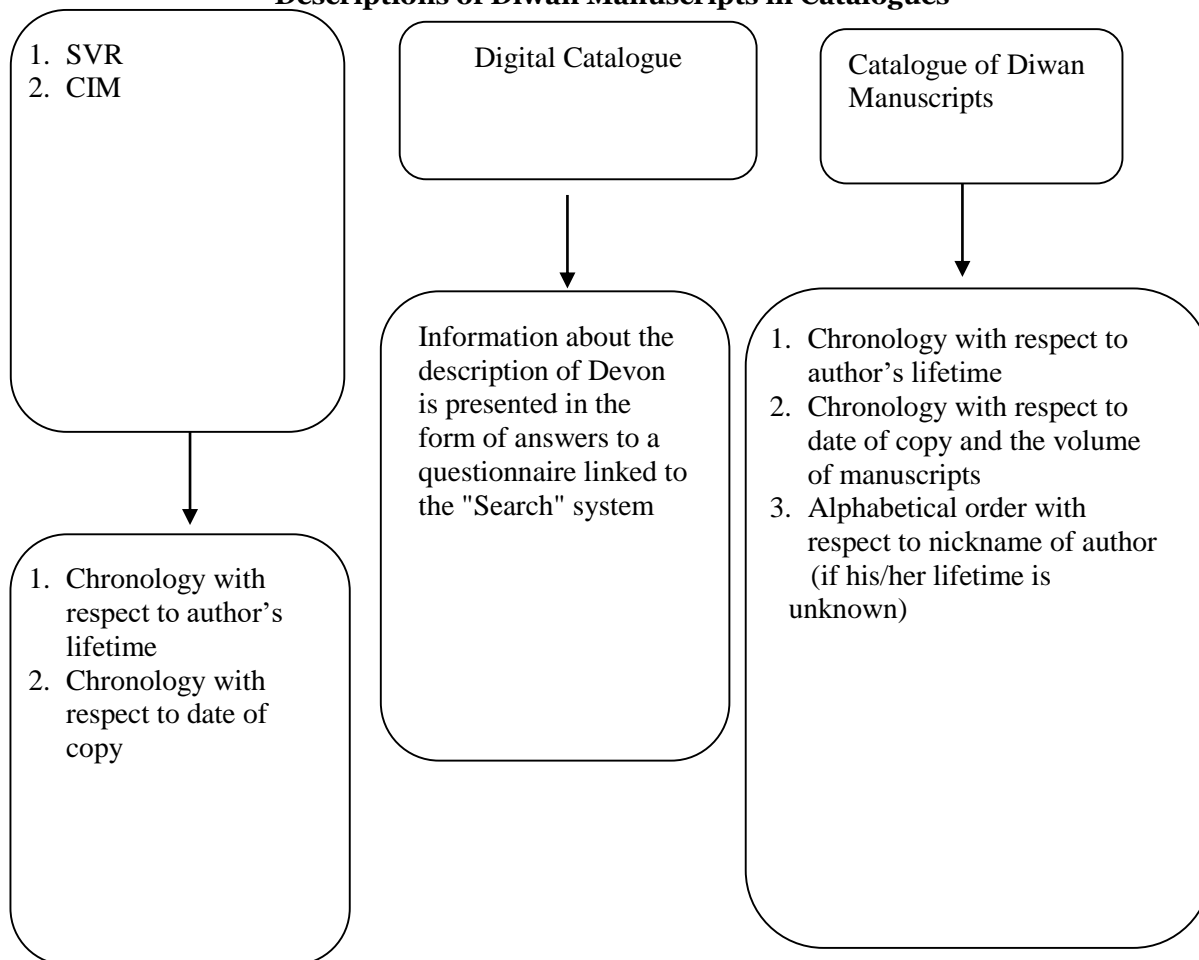 Descriptions of Diwan Manuscripts in Catalogues
1. SVR
2. CIM
Digital Catalogue
Catalogue of Diwan
Manuscripts
1. Chronology with
respect to author’s
lifetime
2. Chronology with
respect to date of
copy
Information about the
description of Devon
is presented in the
form of answers to a
questionnaire linked to
the "Search" system
1. Chronology with respect to
author’s lifetime
2. Chronology with respect to
date of copy and the volume
of manuscripts
3. Alphabetical order with
respect to nickname of author
(if his/her lifetime is
unknown)